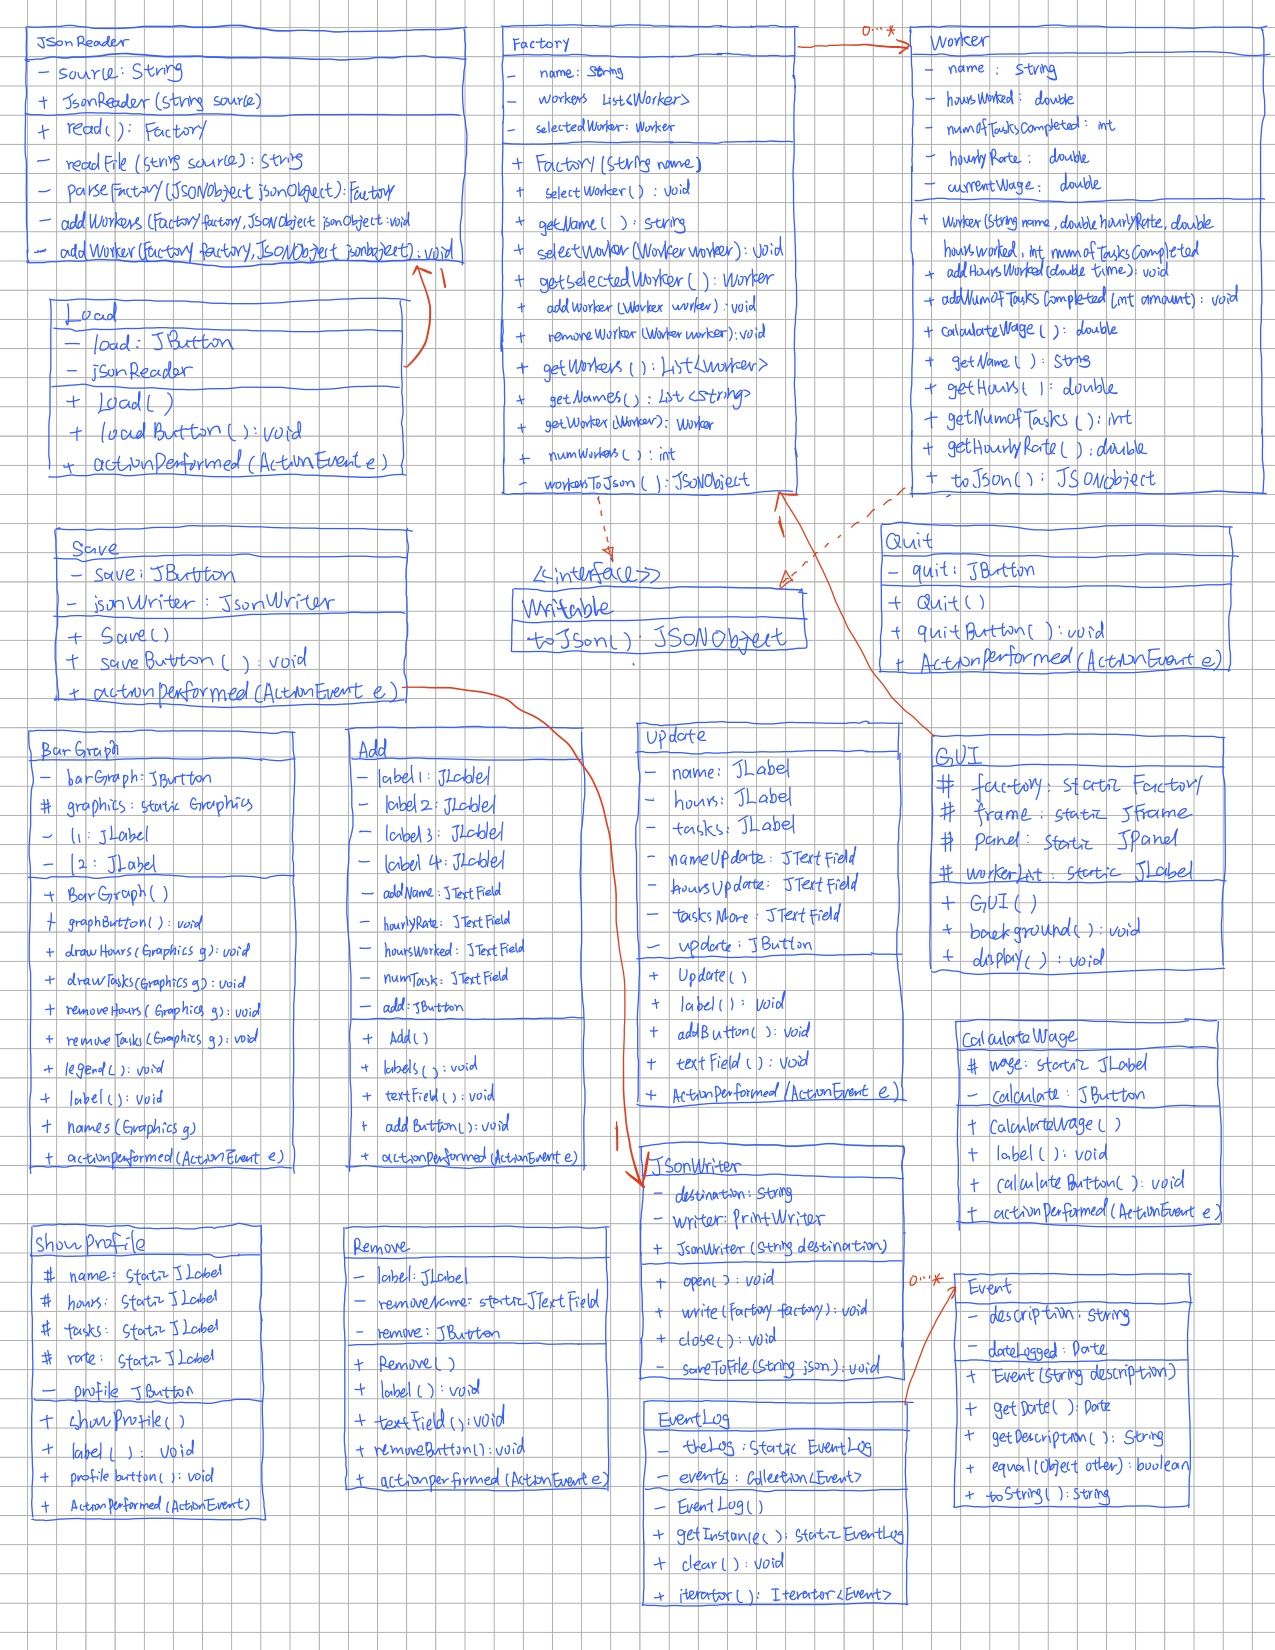 JsonReader
- source: String
+ JsonReader (String source)
+ read(): Factory
- readFile (String source): String
- parseFactory(JSONObject jsonObject): Factory
- addWorkers (Factory factory, JSONObject jsonObject: void
- addWorker (Factory factory, JSONObject jsonobject): void
1
Load
- load: JButton
- jsonReader
+ Load()
+ loadButton(): void
+ actionPerformed (ActionEvent e)
Factory
- name: String
- workers List<Worker>
- selectedWorker: Worker
+ Factory (String name)
+ selectWorker(): void
+ getName(): String
+ selectWorker (Worker worker): void
+ getSelectedWorker(): Worker
+ addWorker (Worker worker): void
+ removeWorker (Worker worker): void
+ getWorkers(): List<Worker>
+ getNames(): List<String>
+ getWorker (Worker): Worker
+ numWorkers(): int
- workersToJson(): JSONObject
0...*
Worker
- name: String
- hoursWorked: double
- numofTasksCompleted: int
- hourlyRate: double
- currentWage: double
+ Worker (String name, double hourlyRate, double
hours worked, int numofTasksCompleted
+ addHoursWorked (double time): void
+ addNumofTasksCompleted (int amount): void
+ calculateWage(): double
+ getName(): String
+ getHours(): double
+ getNumofTasks(): int
+ getHourlyRate(): double
+ toJson(): JSONobject
Save
- save: JButton
- jsonWriter: JsonWriter
+ Save()
+ saveButton(): void
+ actionPerformed (ActionEvent e)
<<interface>>
Writable
toJson(): JSONObject
1
Quit
- quit: JButton
+ Quit()
+ quitButton(): void
+ ActionPerformed (ActionEvent e)
BarGraph
- barGraph: JButton
# graphics: static Graphics
- l1: JLabel
- l2: JLabel
+ BarGraph()
+ graphButton(): void
+ drawHours (Graphics g): void
+ drawTasks (Graphics g): void
+ removeHours (Graphics g): void
+ removeTasks (Graphics g): void
+ legend(): void
+ label(): void
+ names (Graphics g)
+ actionPerformed (ActionEvent e)
Add
- label1: JLablel
- label2: JLablel
- label3: JLablel
- label4: JLablel
- addName: JTextField
- hourlyRate: JTextField
- hoursWorked: JTextField
- numTask: JTextField
- add: JButton
+ Add()
+ labels(): void
+ textField(): void
+ addButton(): void
+ actionPerformed (ActionEvent e)
Update
- name: JLabel
- hours: JLabel
- tasks: JLabel
- nameUpdate: JTextField
- hoursUpdate: JTextField
- tasksMore: JTextField
- update: JButton
+ Update()
+ label(): void
+ addButton(): void
+ textField(): void
+ ActionPerformed (ActionEvent e)
GUI
# factory: static Factory
# frame: static Jframe
# panel: static JPanel
# workerList: static JLabel
+ GUI()
+ background(): void
+ display(): void
CalculateWage
# wage: static JLabel
- calculate: JButton
+ CalculateWage()
+ label(): void
+ calculateButton(): void
+ actionPerformed (ActionEvent e)
1
JSonWriter
- destination: String
- writer: PrintWriter
+ JsonWriter (String destination)
+ open(): void
+ write (Factory factory): void
+ close(): void
- saveToFile (String json): void
ShowProfile
# name: Static JLabel
# hours: Static JLabel
# tasks: Static JLabel
# rate: Static JLabel
- profile JButton
+ showProfile()
+ label(): void
+ profile button(): void
+ ActionPerformed (ActionEvent)
Remove
- label: JLabel
- removeName: static JTextField
- remove: JButton
+ Remove()
+ label(): void
+ textField(): void
+ removeButton(): void
+ actionperformed (ActionEvent e)
EventLog
- theLog: Static EventLog
- events: Collection<Event>
- EventLog()
+ getInstance(): Static EventLog
+ clear(): void
+ iterator(): Iterator<Event>
0...*
Event
- description: String
- dateLogged: Date
+ Event (String description)
+ getDate(): Date
+ getDescription(): String
+ equal (Object other): boolean
+ toString(): String